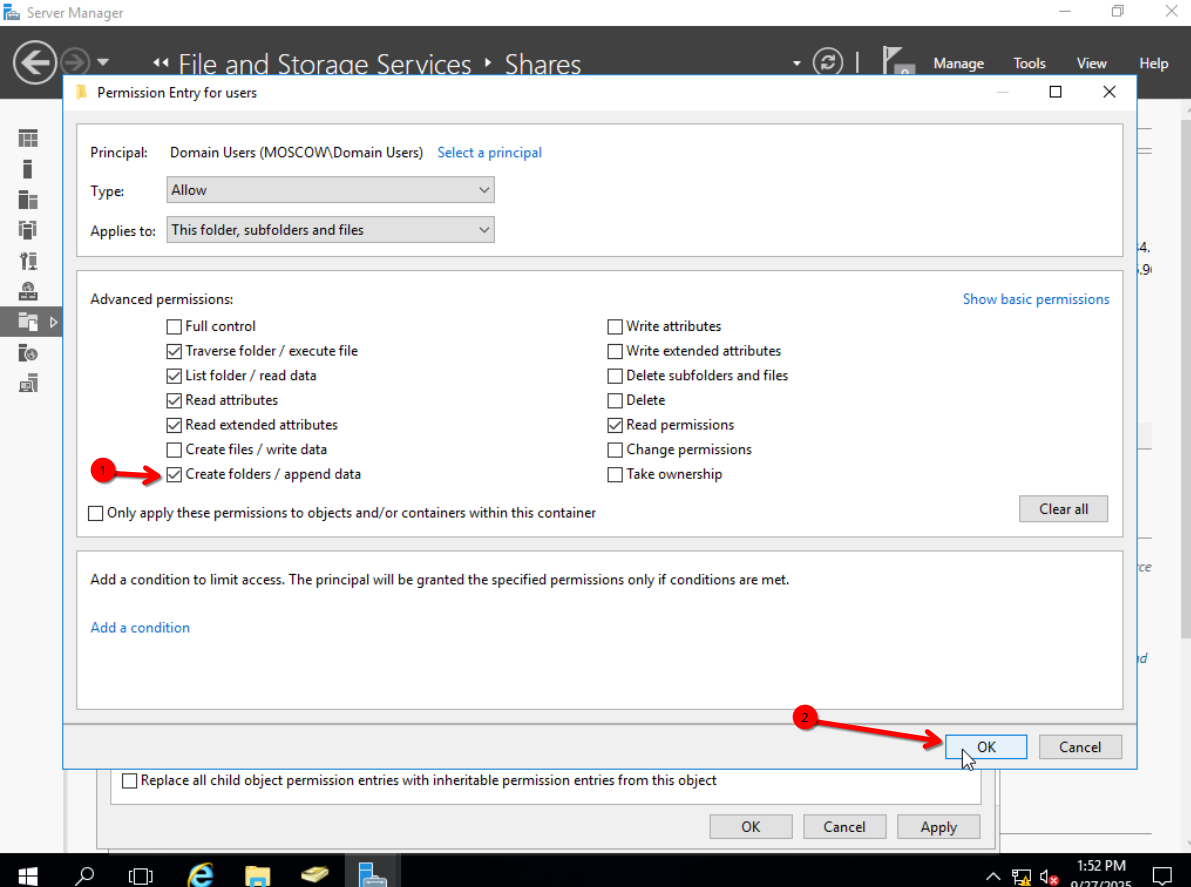 Server Manager
File and Storage Services
Shares
Manage Tools View Help
Permission Entry for users
Principal: Domain Users (MOSCOW\Domain Users) Select a principal
Type: Allow
Applies to: This folder, subfolders and files
4.
.9
Advanced permissions: Show basic permissions
Full control Write attributes
Traverse folder / execute file Write extended attributes
List folder / read data Delete subfolders and files
Read attributes Delete
Read extended attributes Read permissions
Create files / write data Change permissions
1 Create folders / append data Take ownership
Only apply these permissions to objects and/or containers within this container Clear all
Add a condition to limit access. The principal will be granted the specified permissions only if conditions are met.
rce
Add a condition
2
OK Cancel
Replace all child object permission entries with inheritable permission entries from this object
OK Cancel Apply
1:52 PM
9/27/2025